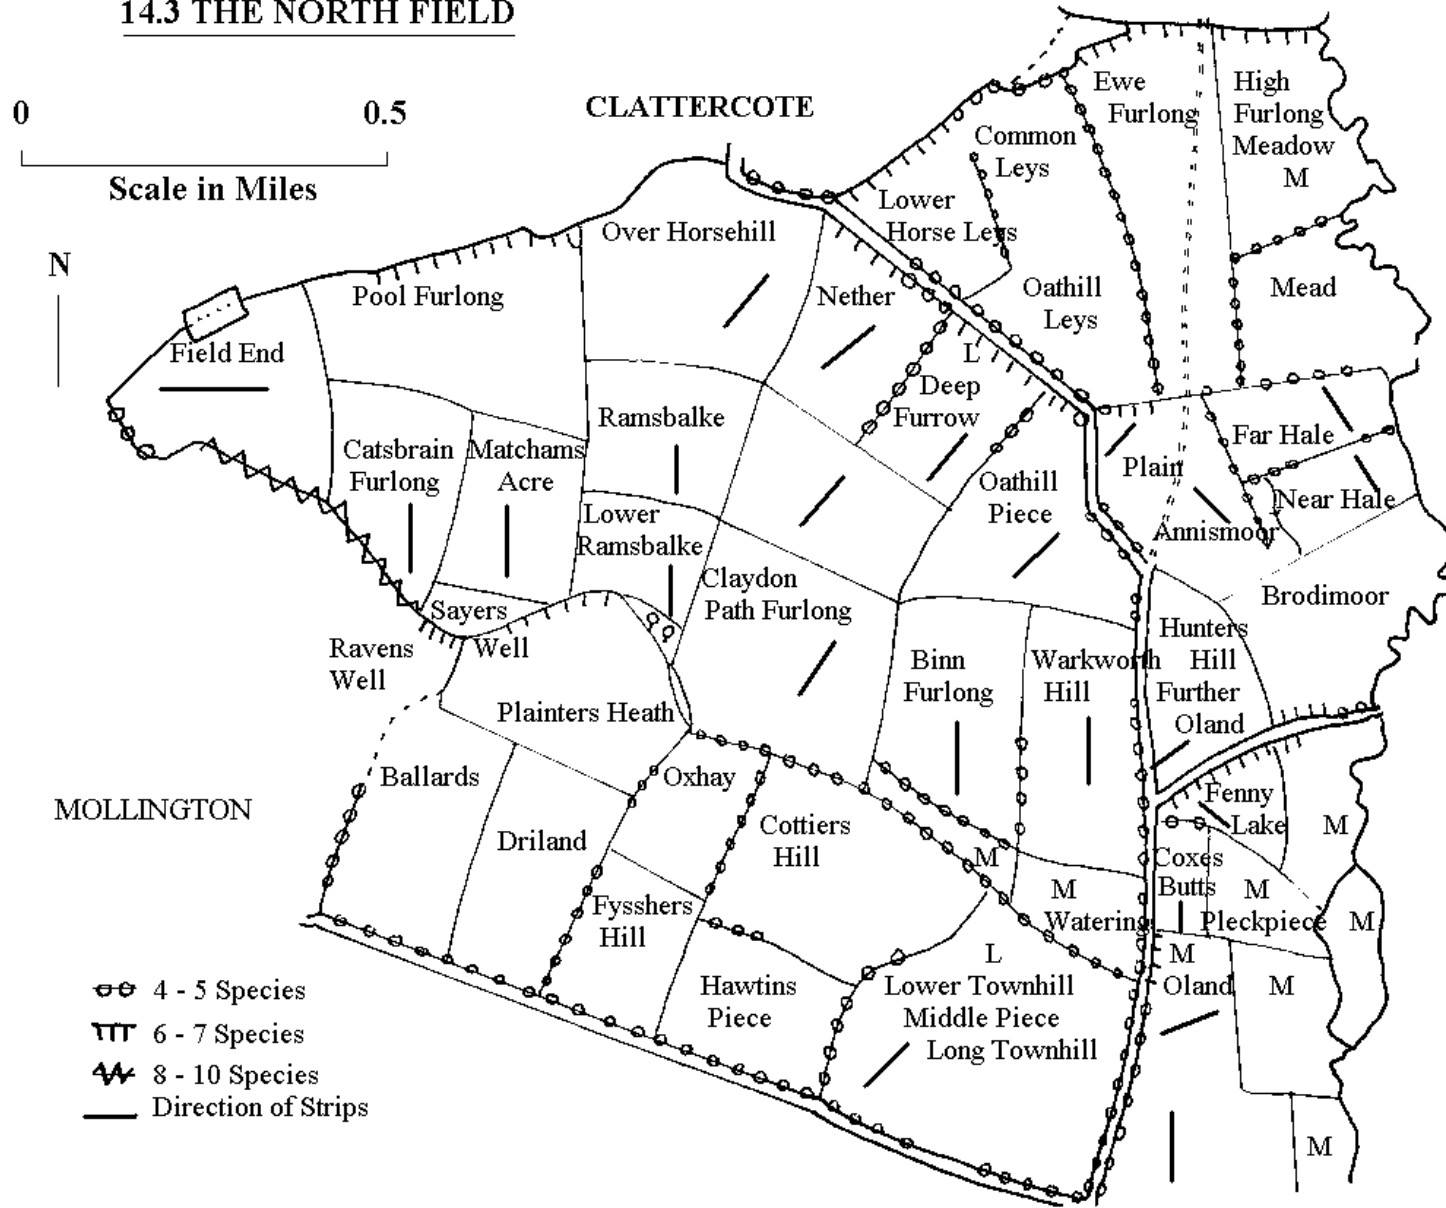 14.3 THE NORTH FIELD
0 0.5
Scale in Miles
N
CLATTERCOTE
Ewe
Furlong
High
Furlong
Meadow
M
Common
Leys
Lower
Horse Leys
Over Horsehill
Pool Furlong
Nether
Oathill
Leys
Mead
Field End
L
Deep
Furrow
Ramsbalke
Catsbrain
Furlong
Matchams
Acre
Far Hale
Plain
Oathill
Piece
Near Hale
Lower
Ramsbalke
Annismoor
Claydon
Path Furlong
Brodimoor
Sayers
Well
Ravens
Well
Hunters
Hill
Binn
Furlong
Warkworth
Hill
Further
Oland
Plainters Heath
Ballards
Oxhay
MOLLINGTON
Fenny
Lake
M
Driland
Cottiers
Hill
M
Coxes
Butts
M
Watering
M
Pleckpiece
M
Fysshers
Hill
L
M
Oland
M
Hawtins
Piece
Lower Townhill
Middle Piece
Long Townhill
M
4 - 5 Species
6 - 7 Species
8 - 10 Species
Direction of Strips